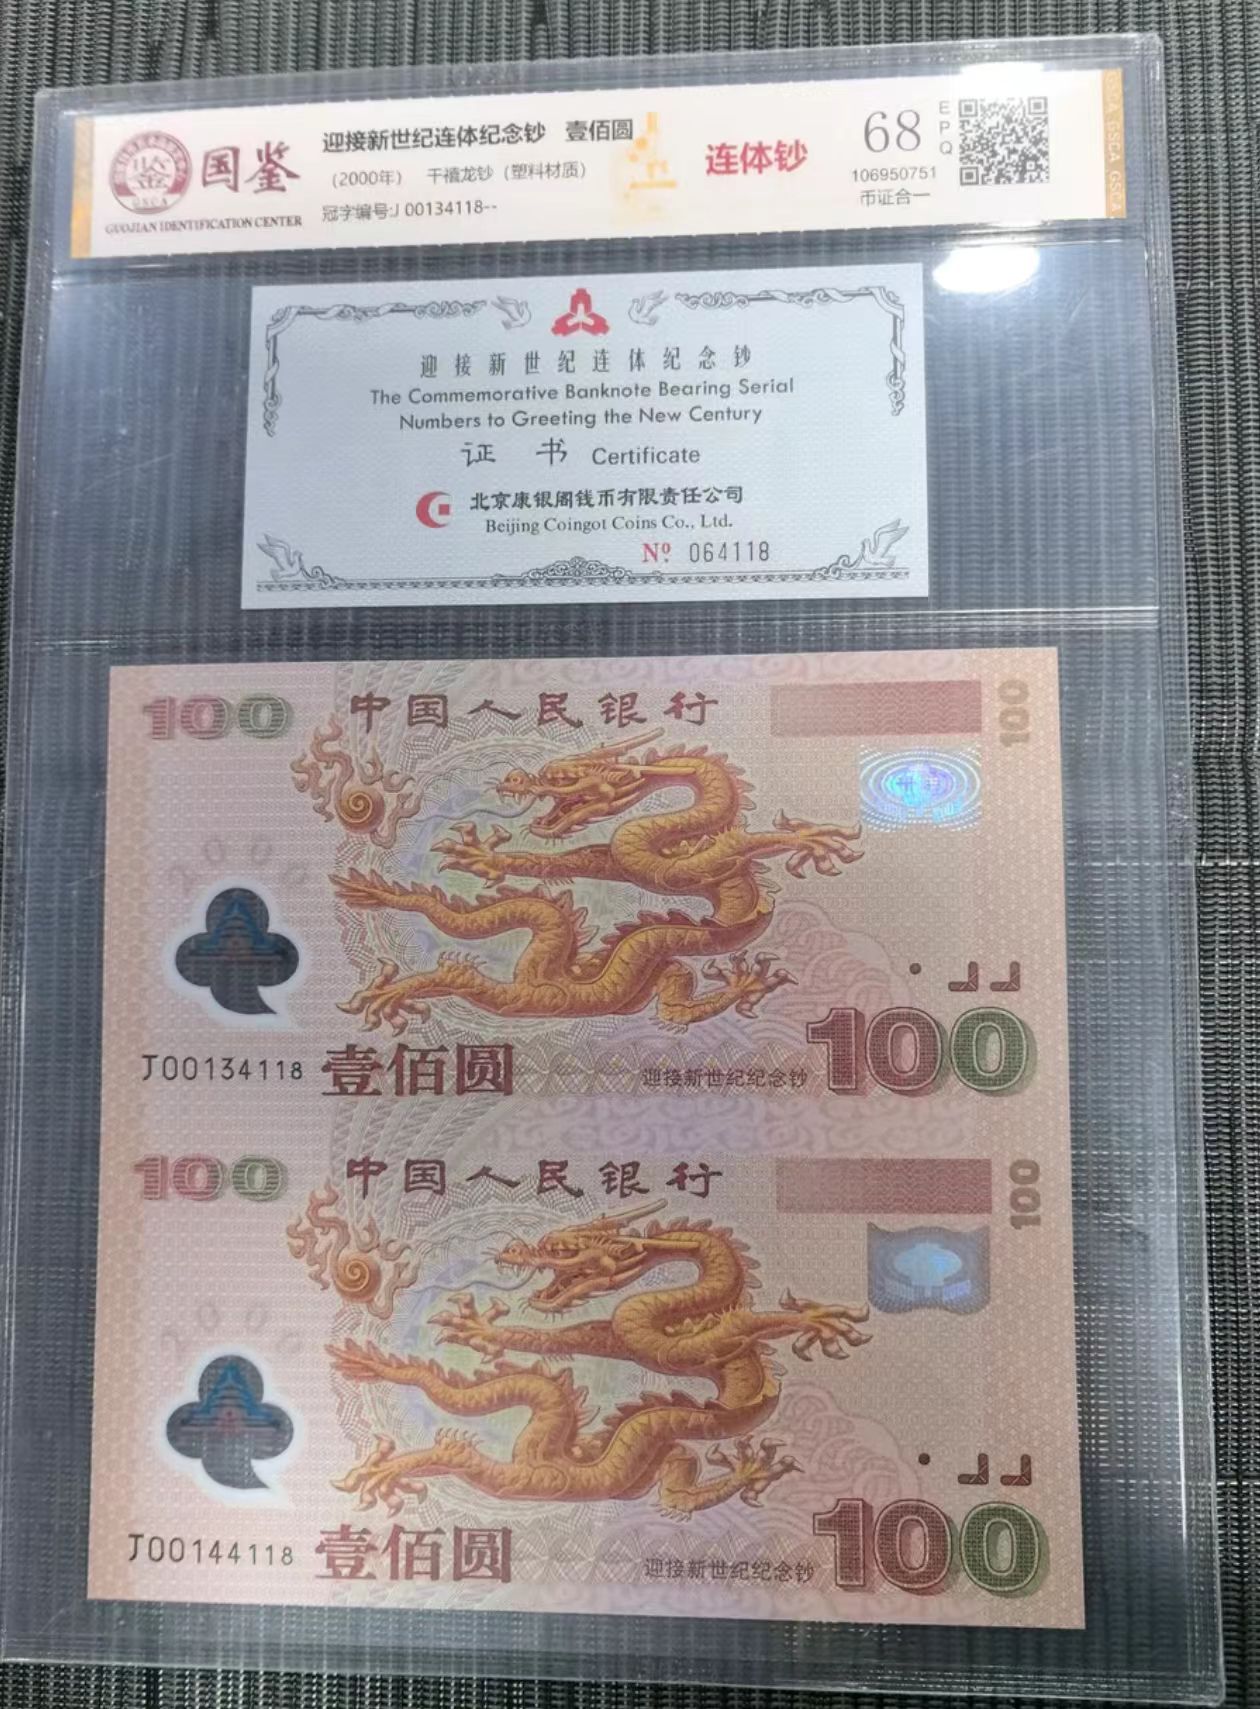 国鉴
GSCA
GUOJIAN IDENTIFICATION CENTER
迎接新世纪连体纪念钞 壹佰圆
(2000年) 千禧龙钞(塑料材质)
冠字编号:J 00134118--
连体钞
68
EPQ
106950751
币证合一
GSCA GSCA GSCA
迎接新世纪连体纪念钞
The Commemorative Banknote Bearing Serial
Numbers to Greeting the New Century
证 书 Certificate
北京康银阁钱币有限责任公司
Beijing Coingot Coins Co., Ltd.
Nº 064118
100 中国人民银行 100
2000
J00134118 壹佰圆 迎接新世纪纪念钞 100
100 中国人民银行 100
2000
J00144118 壹佰圆 迎接新世纪纪念钞 100